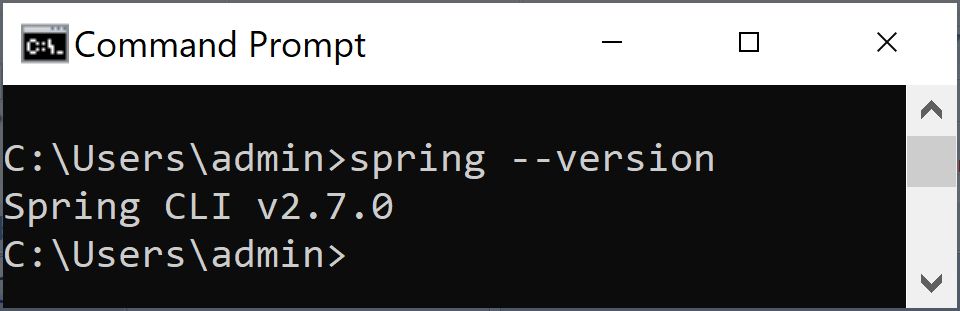 C:\.
Command Prompt
C:\Users\admin>spring --version
Spring CLI v2.7.0
C:\Users\admin>